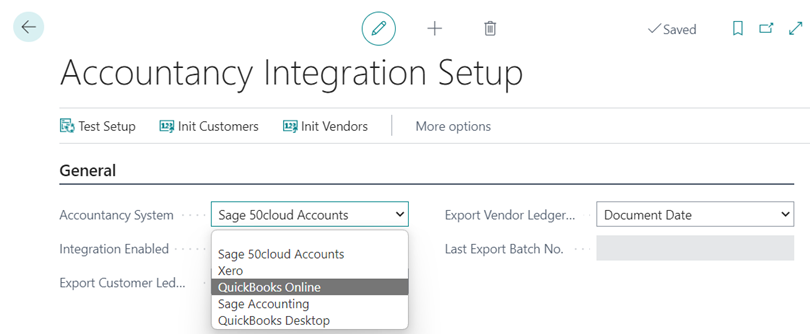 Saved
Accountancy Integration Setup
Test Setup Init Customers Init Vendors More options
General
Accountancy System Sage 50cloud Accounts Export Vendor Ledger... Document Date
Integration Enabled Last Export Batch No.
Export Customer Led...
Sage 50cloud Accounts
Xero
QuickBooks Online
Sage Accounting
QuickBooks Desktop